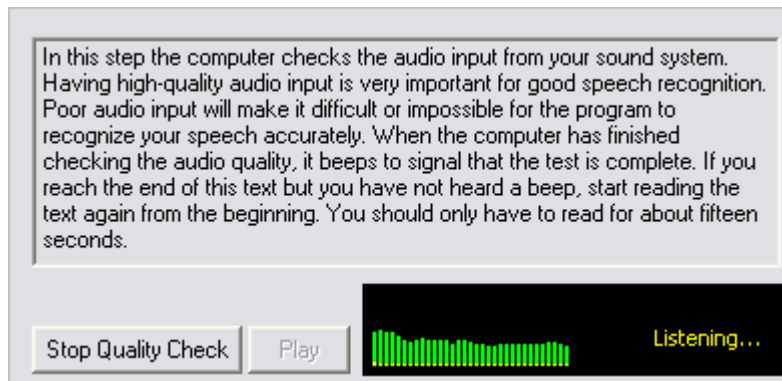 In this step the computer checks the audio input from your sound system.
Having high-quality audio input is very important for good speech recognition.
Poor audio input will make it difficult or impossible for the program to
recognize your speech accurately. When the computer has finished
checking the audio quality, it beeps to signal that the test is complete. If you
reach the end of this text but you have not heard a beep, start reading the
text again from the beginning. You should only have to read for about fifteen
seconds.
Stop Quality Check
Play
Listening...